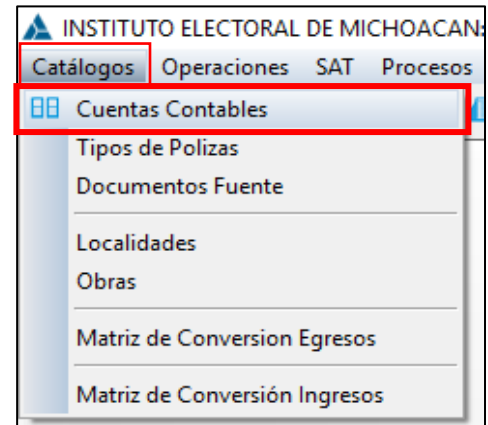 INSTITUTO ELECTORAL DE MICHOACAN:
Catálogos Operaciones SAT Procesos
Cuentas Contables
Tipos de Polizas
Documentos Fuente
Localidades
Obras
Matriz de Conversion Egresos
Matriz de Conversión Ingresos